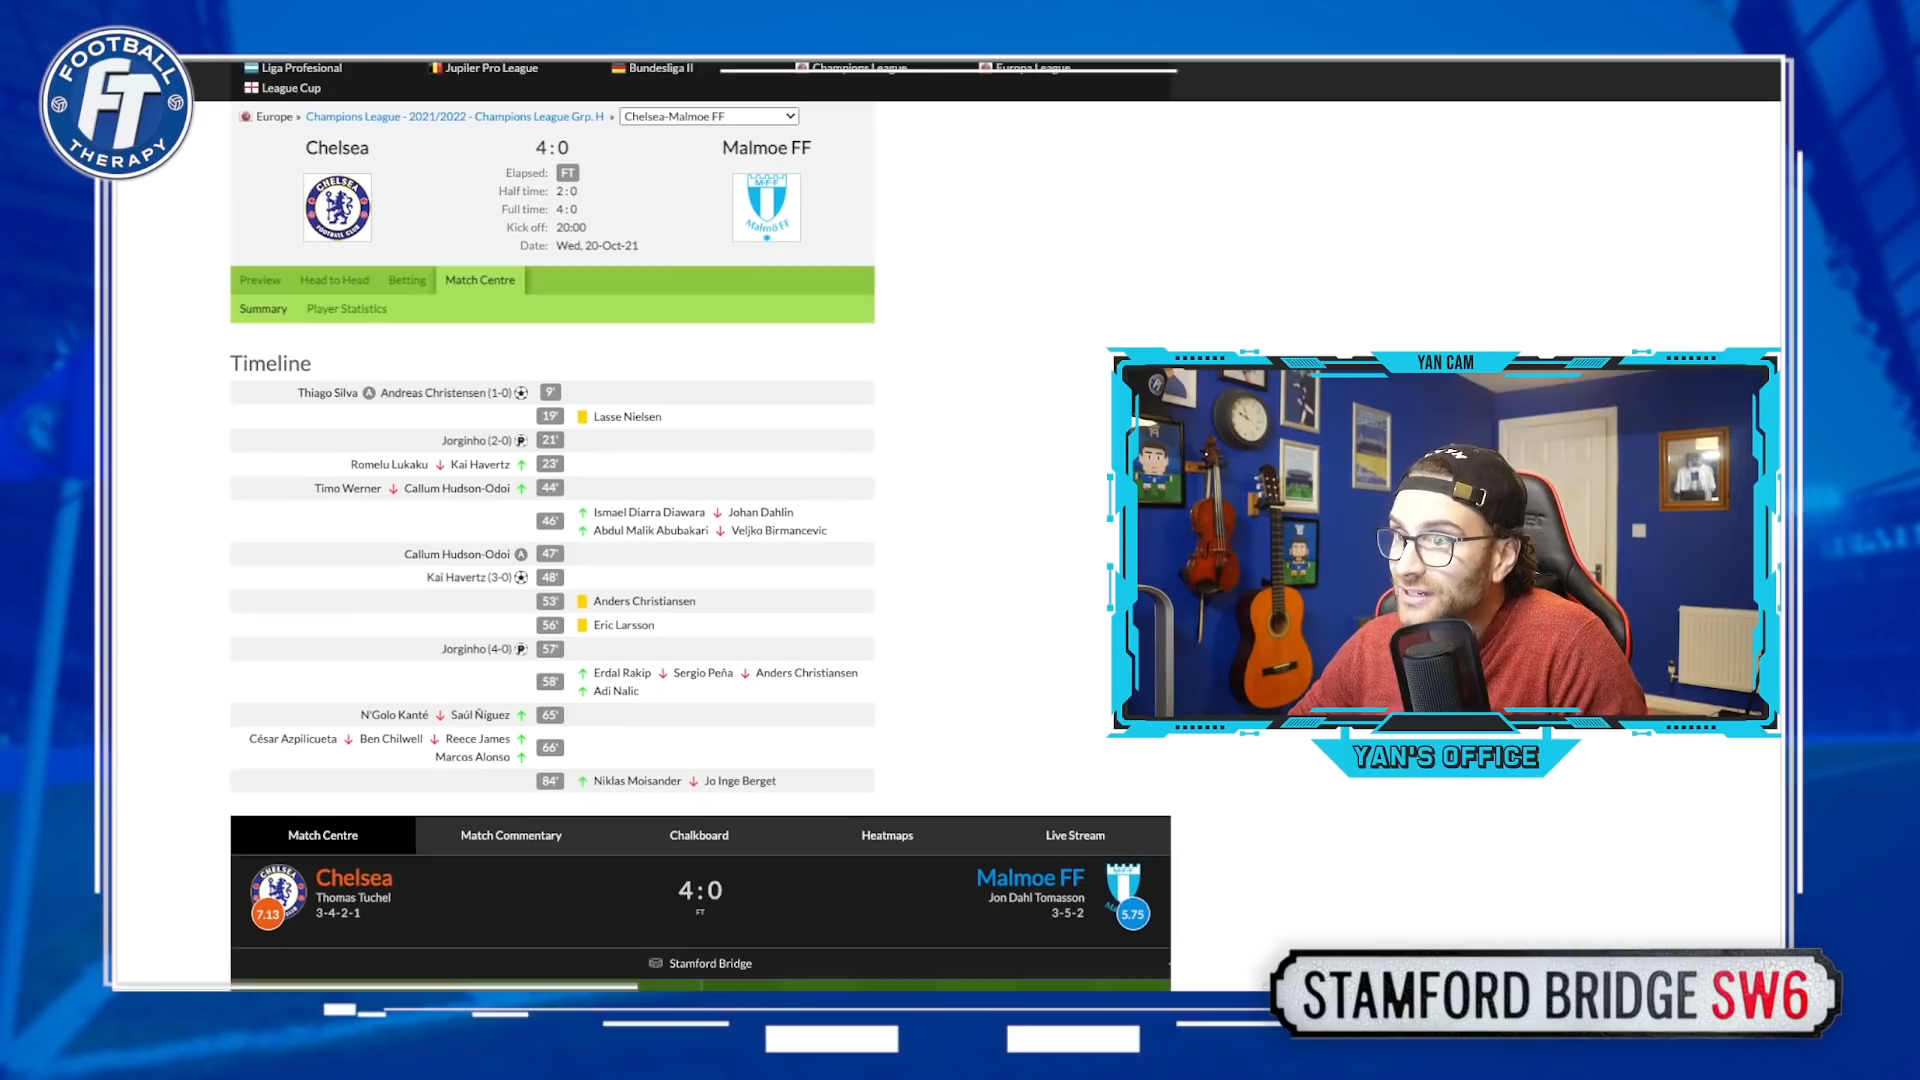 FOOTBALL
FT
THERAPY
Liga Profesional
Jupiler Pro League
Bundesliga II
Champions League
Europa League
League Cup
Europe » Champions League - 2021/2022 - Champions League Grp. H » Chelsea-Malmoe FF
Chelsea 4 : 0 Malmoe FF
CHELSEA
FOOTBALL CLUB
M F F
Malmö FF
Elapsed: FT
Half time: 2 : 0
Full time: 4 : 0
Kick off: 20:00
Date: Wed, 20-Oct-21
Preview Head to Head Betting Match Centre
Summary Player Statistics
Timeline
Thiago Silva A Andreas Christensen (1-0) 9'
19' Lasse Nielsen
Jorginho (2-0) P 21'
Romelu Lukaku Kai Havertz 23'
Timo Werner Callum Hudson-Odoi 44'
46' Ismael Diarra Diawara Johan Dahlin
Abdul Malik Abubakari Veljko Birmancevic
Callum Hudson-Odoi A 47'
Kai Havertz (3-0) 48'
53' Anders Christiansen
56' Eric Larsson
Jorginho (4-0) P 57'
58' Erdal Rakip Sergio Peña Anders Christiansen
Adi Nalic
N'Golo Kanté Saúl Ñíguez 65'
César Azpilicueta Ben Chilwell Reece James
Marcos Alonso 66'
84' Niklas Moisander Jo Inge Berget
Match Centre Match Commentary Chalkboard Heatmaps Live Stream
Chelsea
Thomas Tuchel
3-4-2-1
7.13
4 : 0
FT
Malmoe FF
Jon Dahl Tomasson
3-5-2
5.75
Stamford Bridge
YAN CAM
YAN'S OFFICE
STAMFORD BRIDGE SW6